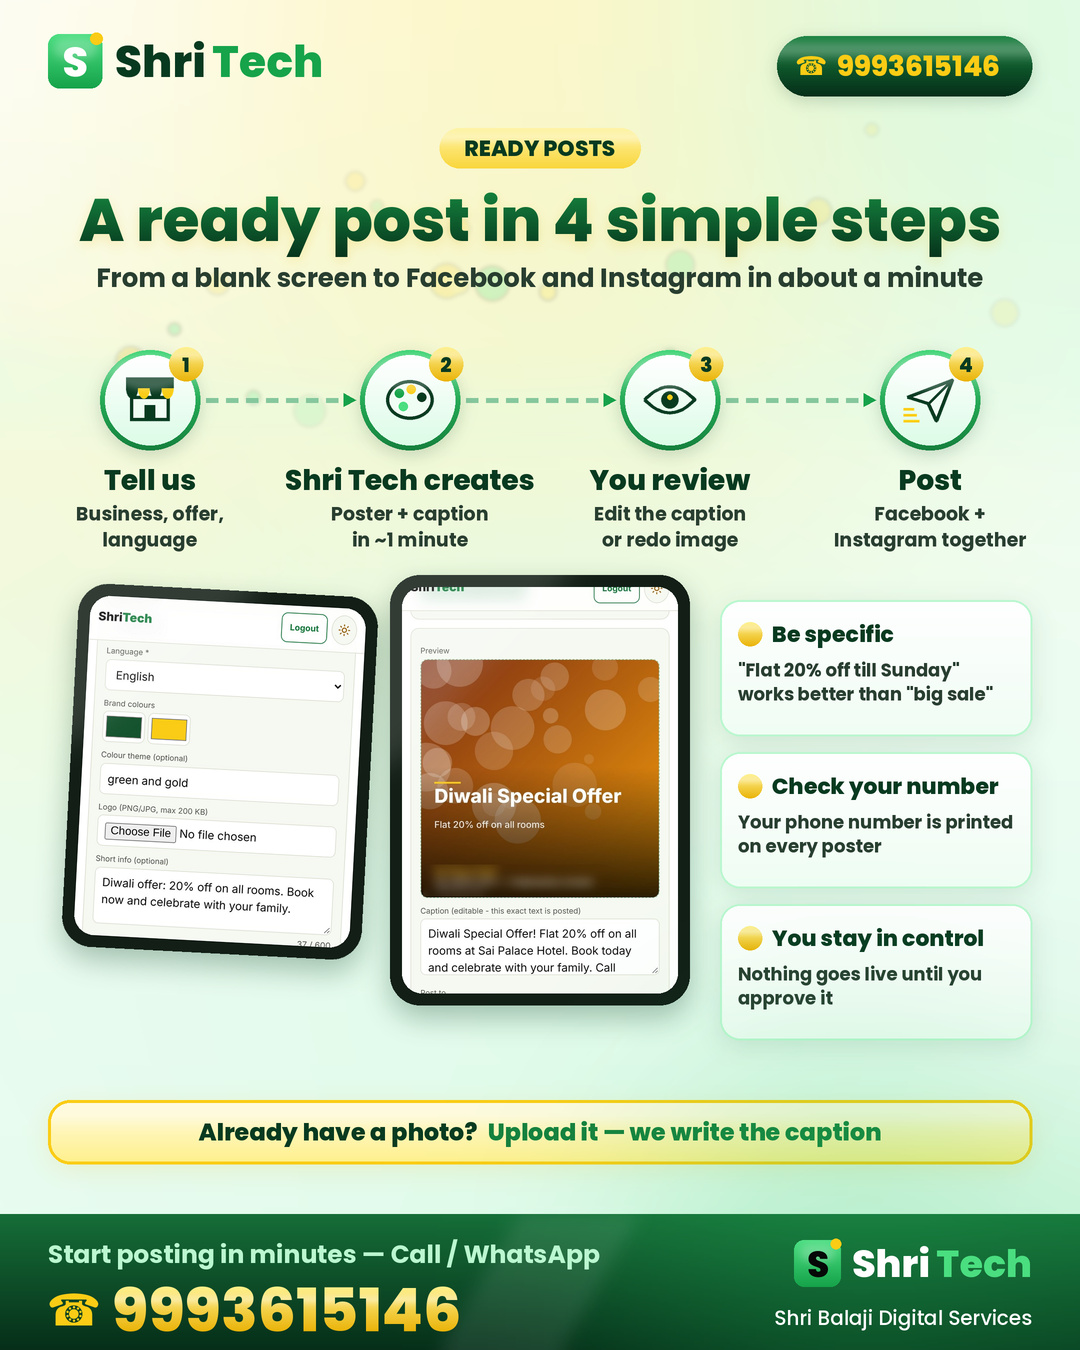 S Shri Tech
☎ 9993615146
READY POSTS
A ready post in 4 simple steps
From a blank screen to Facebook and Instagram in about a minute
1
2
3
4
Tell us
Business, offer,
language
Shri Tech creates
Poster + caption
in ~1 minute
You review
Edit the caption
or redo image
Post
Facebook +
Instagram together
ShriTech
Logout
Language *
English
Brand colours
Colour theme (optional)
green and gold
Logo (PNG/JPG, max 200 KB)
Choose File No file chosen
Short info (optional)
Diwali offer: 20% off on all rooms. Book
now and celebrate with your family.
37 / 600
ShriTech
Logout
Preview
Diwali Special Offer
Flat 20% off on all rooms
Caption (editable - this exact text is posted)
Diwali Special Offer! Flat 20% off on all
rooms at Sai Palace Hotel. Book today
and celebrate with your family. Call
Post to
Be specific
"Flat 20% off till Sunday"
works better than "big sale"
Check your number
Your phone number is printed
on every poster
You stay in control
Nothing goes live until you
approve it
Already have a photo? Upload it — we write the caption
Start posting in minutes — Call / WhatsApp
☎ 9993615146
S Shri Tech
Shri Balaji Digital Services